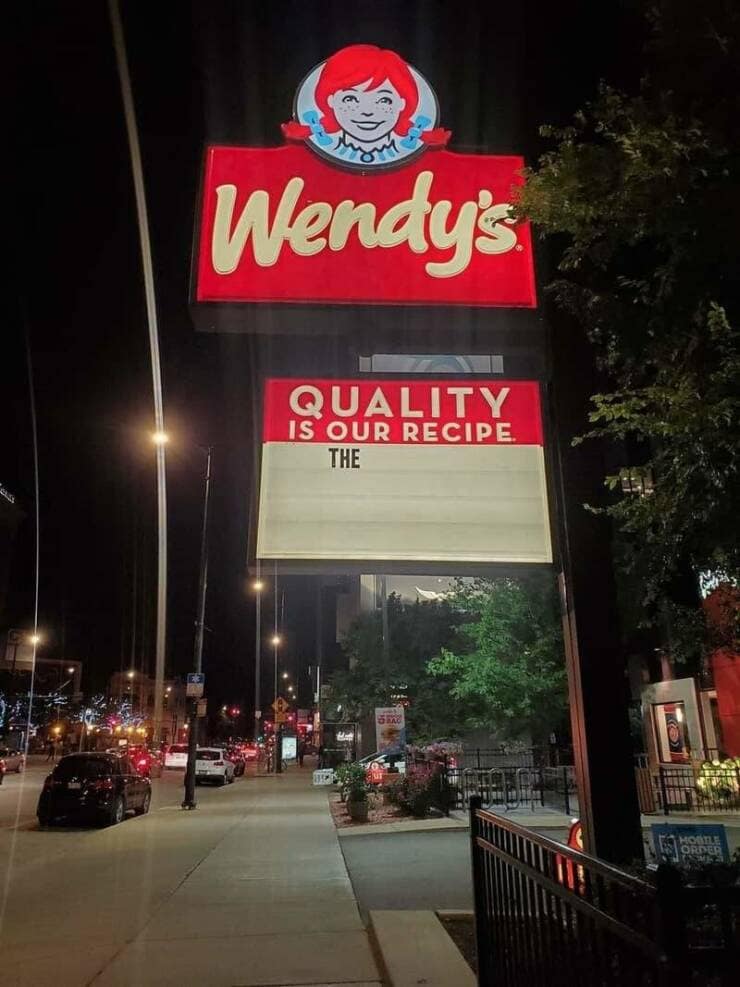 Wendy's
QUALITY
IS OUR RECIPE.
THE
MOBILE
ORDER